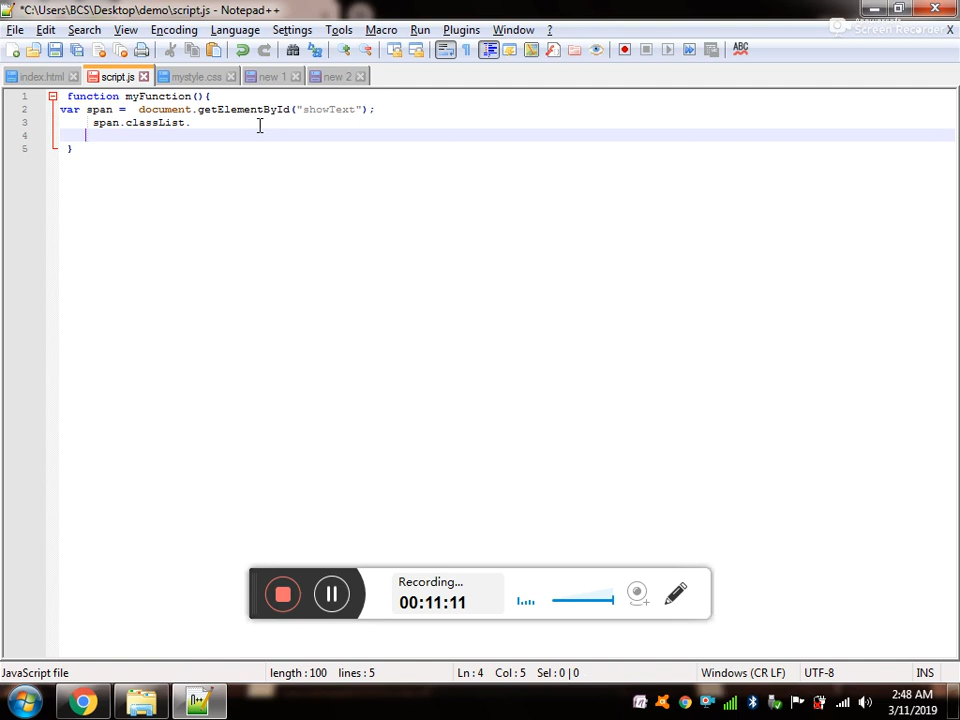 *C:\Users\BCS\Desktop\demo\script.js - Notepad++
File Edit Search View Encoding Language Settings Tools Macro Run Plugins Window ? X
Screen Recorder
ABC
index.html script.js mystyle.css new 1 new 2
1 function myFunction(){
2 var span = document.getElementById("showText");
3 span.classList.
4
5 }
Recording...
00:11:11
JavaScript file length : 100 lines : 5 Ln : 4 Col : 5 Sel : 0 | 0 Windows (CR LF) UTF-8 INS
2:48 AM
3/11/2019